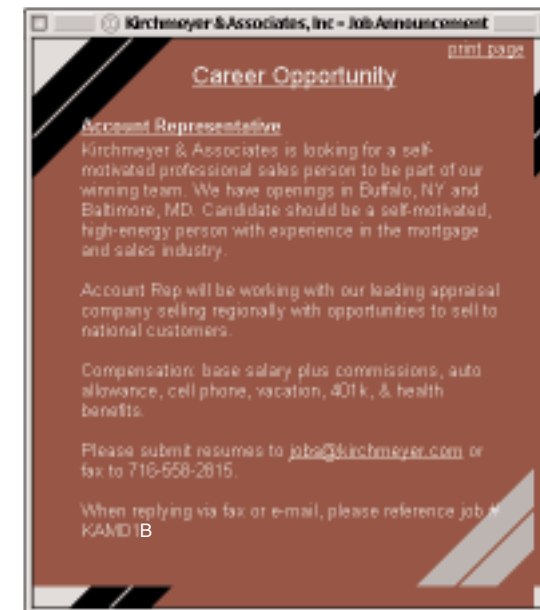 Kirchmeyer & Associates, Inc - Job Announcement
print page
Career Opportunity
Account Representative
Kirchmeyer & Associates is looking for a self-
motivated professional sales person to be part of our
winning team. We have openings in Buffalo, NY and
Baltimore, MD. Candidate should be a self-motivated,
high-energy person with experience in the mortgage
and sales industry.
Account Rep will be working with our leading appraisal
company selling regionally with opportunities to sell to
national customers.
Compensation: base salary plus commissions, auto
allowance, cell phone, vacation, 401k, & health
benefits.
Please submit resumes to jobs@kirchmeyer.com or
fax to 716-558-2815.
When replying via fax or e-mail, please reference job #
KAMD1B